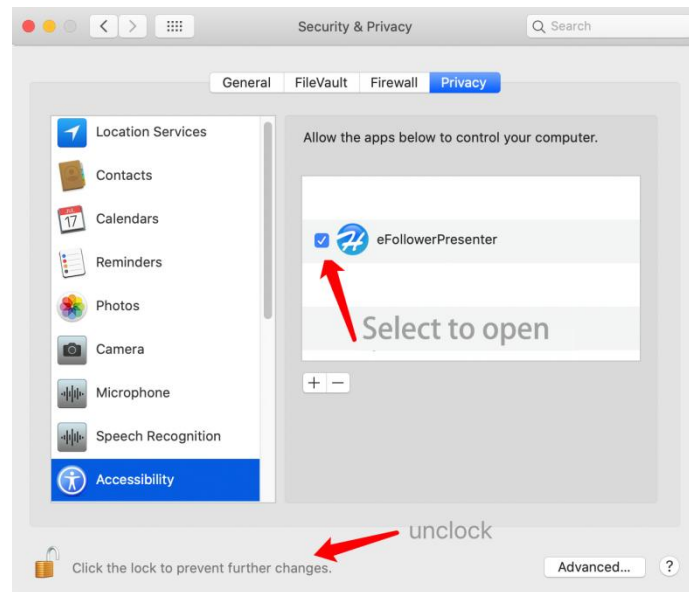 Security & Privacy
Search
General
FileVault
Firewall
Privacy
Location Services
Contacts
JUL
17
Calendars
Reminders
Photos
Camera
Microphone
Speech Recognition
Accessibility
Allow the apps below to control your computer.
eFollowerPresenter
Select to open
+ −
unclock
Click the lock to prevent further changes.
Advanced...
?